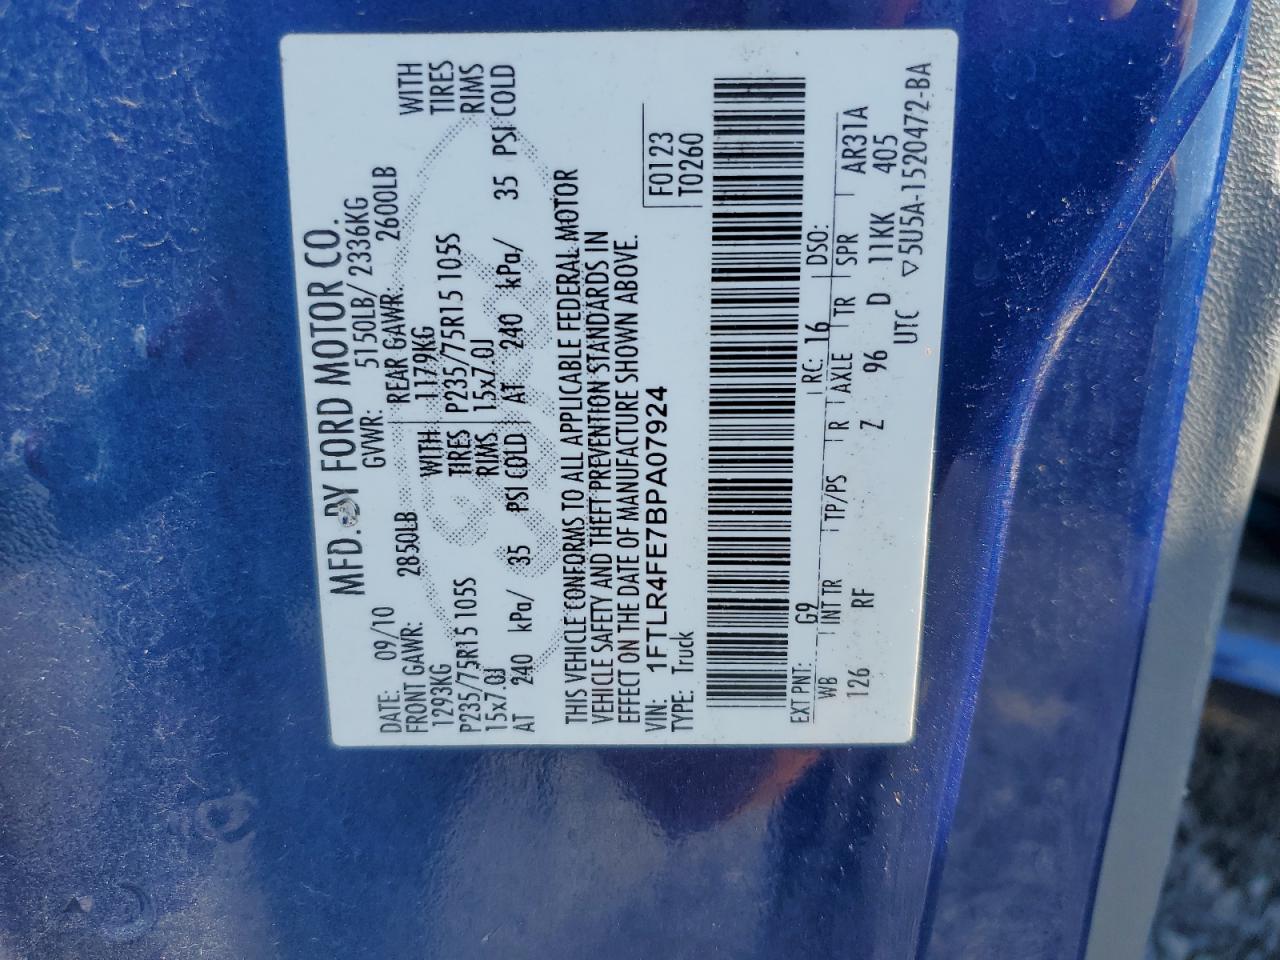 MFD. BY FORD MOTOR CO.
DATE: 09/10 GVWR: 5150LB/ 2336KG
FRONT GAWR: 2850LB REAR GAWR: 2600LB
1293KG WITH 1179KG WITH
P235/75R15 105S TIRES P235/75R15 105S TIRES
15x7.0J RIMS 15x7.0J RIMS
AT 240 kPa/ 35 PSI COLD AT 240 kPa/ 35 PSI COLD
THIS VEHICLE CONFORMS TO ALL APPLICABLE FEDERAL MOTOR
VEHICLE SAFETY AND THEFT PREVENTION STANDARDS IN
EFFECT ON THE DATE OF MANUFACTURE SHOWN ABOVE.
VIN: 1FTLR4FE7BPA07924 F0123
TYPE: Truck T0260
EXT PNT: G9 RC: 16 DSO:
WB INT TR TP/PS R AXLE TR SPR AR31A
126 RF Z 96 D 11KK 405
UTC ▽5U5A-1520472-BA